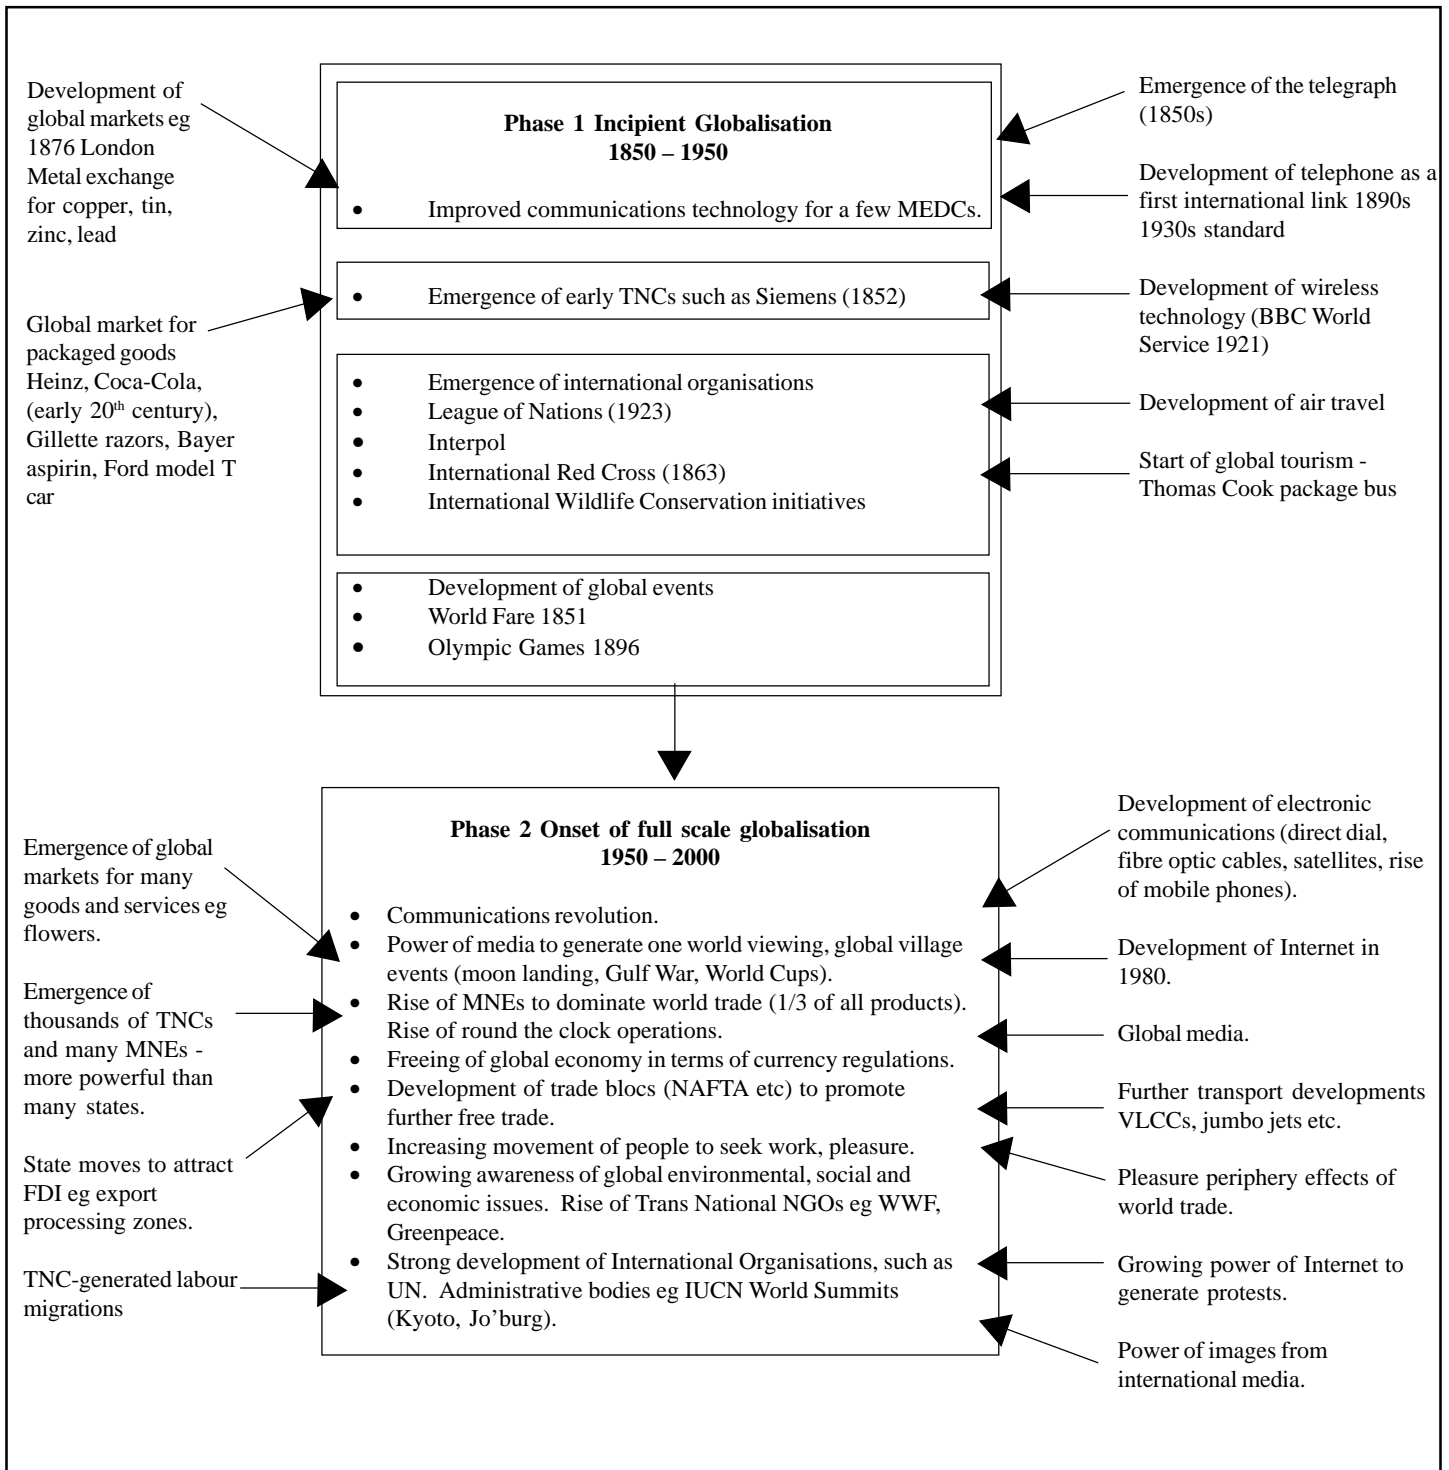 Development of
global markets eg
1876 London
Metal exchange
for copper, tin,
zinc, lead
Global market for
packaged goods
Heinz, Coca-Cola,
(early 20th century),
Gillette razors, Bayer
aspirin, Ford model T
car
Phase 1 Incipient Globalisation
1850 – 1950
• Improved communications technology for a few MEDCs.
• Emergence of early TNCs such as Siemens (1852)
• Emergence of international organisations
• League of Nations (1923)
• Interpol
• International Red Cross (1863)
• International Wildlife Conservation initiatives
• Development of global events
• World Fare 1851
• Olympic Games 1896
Emergence of the telegraph
(1850s)
Development of telephone as a
first international link 1890s
1930s standard
Development of wireless
technology (BBC World
Service 1921)
Development of air travel
Start of global tourism -
Thomas Cook package bus
Emergence of global
markets for many
goods and services eg
flowers.
Emergence of
thousands of TNCs
and many MNEs -
more powerful than
many states.
State moves to attract
FDI eg export
processing zones.
TNC-generated labour
migrations
Phase 2 Onset of full scale globalisation
1950 – 2000
• Communications revolution.
• Power of media to generate one world viewing, global village
events (moon landing, Gulf War, World Cups).
• Rise of MNEs to dominate world trade (1/3 of all products).
Rise of round the clock operations.
• Freeing of global economy in terms of currency regulations.
• Development of trade blocs (NAFTA etc) to promote
further free trade.
• Increasing movement of people to seek work, pleasure.
• Growing awareness of global environmental, social and
economic issues. Rise of Trans National NGOs eg WWF,
Greenpeace.
• Strong development of International Organisations, such as
UN. Administrative bodies eg IUCN World Summits
(Kyoto, Jo'burg).
Development of electronic
communications (direct dial,
fibre optic cables, satellites, rise
of mobile phones).
Development of Internet in
1980.
Global media.
Further transport developments
VLCCs, jumbo jets etc.
Pleasure periphery effects of
world trade.
Growing power of Internet to
generate protests.
Power of images from
international media.